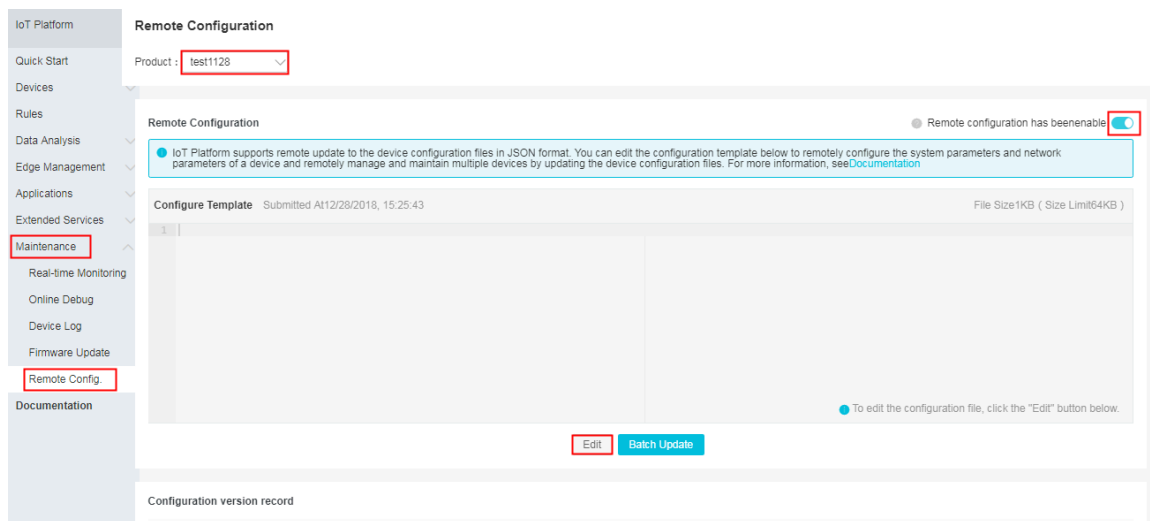 IoT Platform
Quick Start
Devices
Rules
Data Analysis
Edge Management
Applications
Extended Services
Maintenance
Real-time Monitoring
Online Debug
Device Log
Firmware Update
Remote Config.
Documentation
Remote Configuration
Product : test1128
Remote Configuration
Remote configuration has beenenable
IoT Platform supports remote update to the device configuration files in JSON format. You can edit the configuration template below to remotely configure the system parameters and network
parameters of a device and remotely manage and maintain multiple devices by updating the device configuration files. For more information, seeDocumentation
Configure Template Submitted At12/28/2018, 15:25:43
File Size1KB ( Size Limit64KB )
1
To edit the configuration file, click the "Edit" button below.
Edit Batch Update
Configuration version record